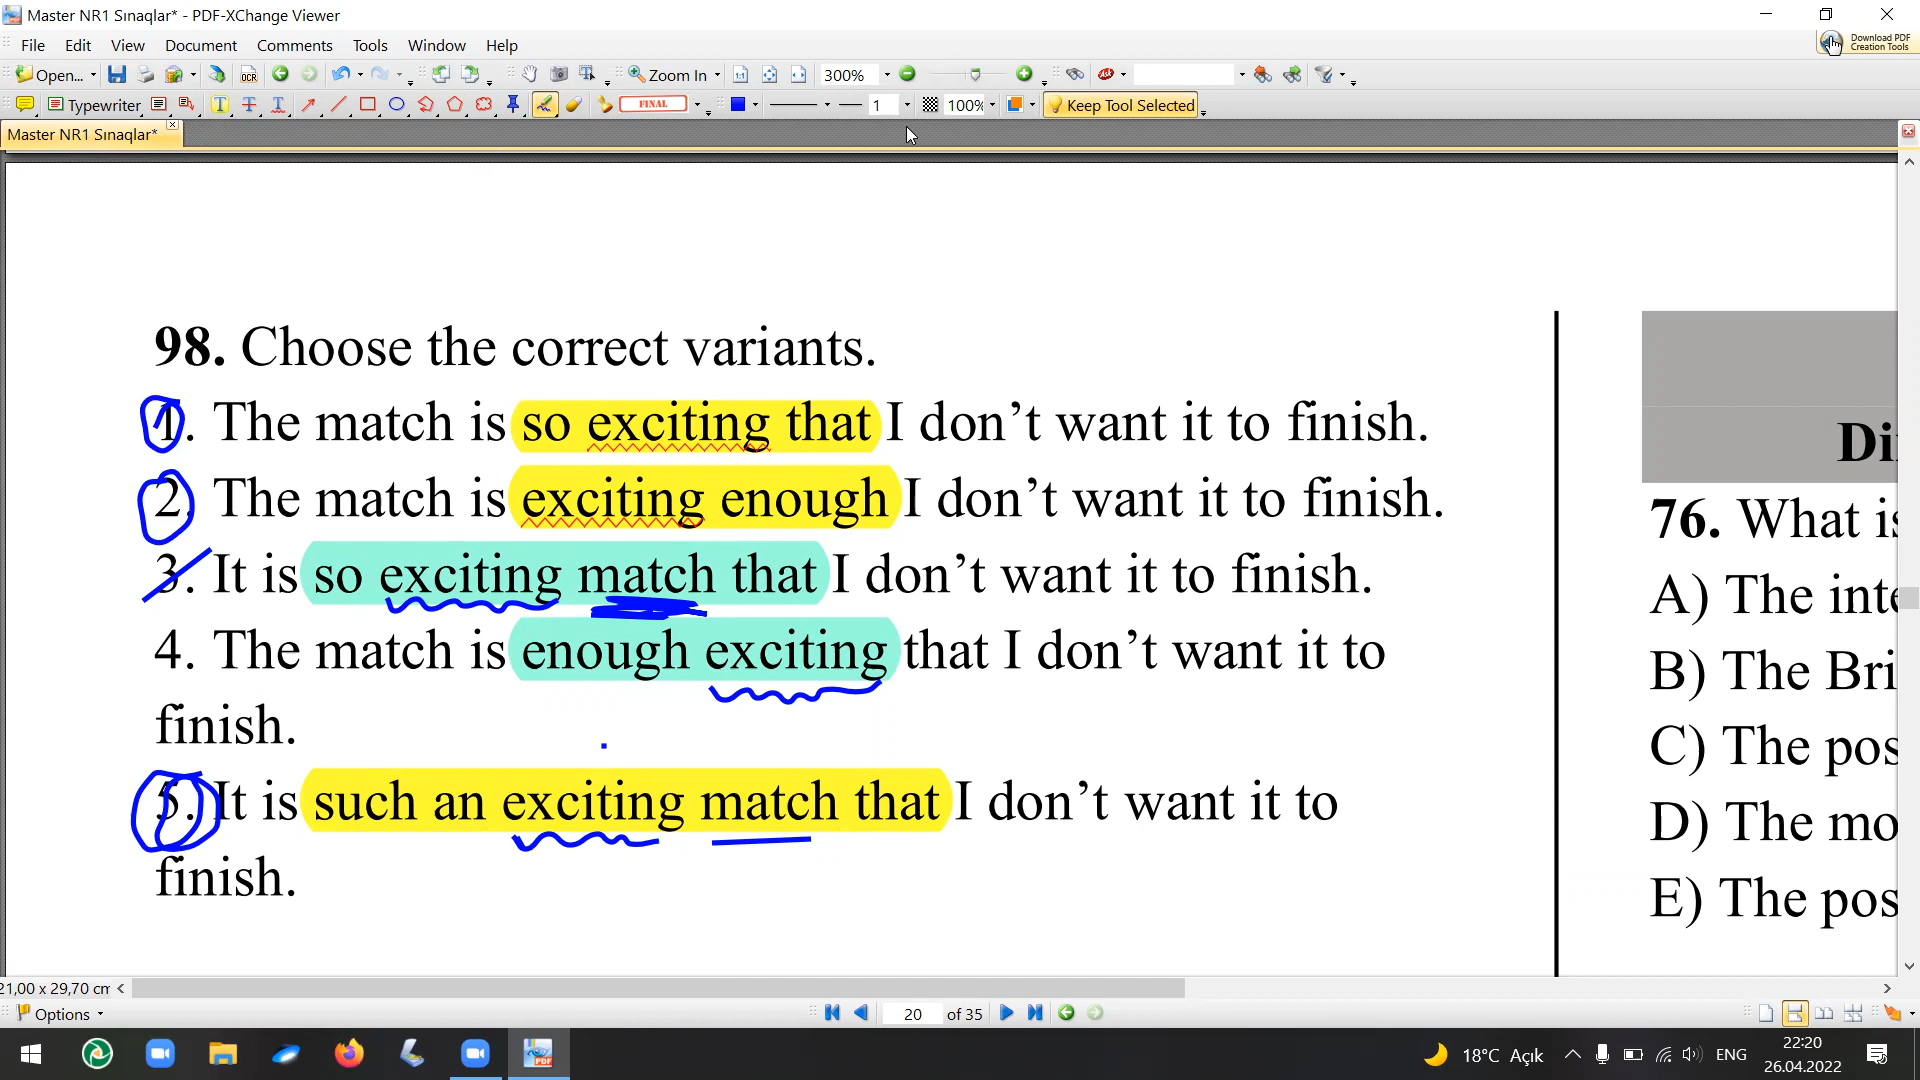 Master NR1 Sınaqlar* - PDF-XChange Viewer
File Edit View Document Comments Tools Window Help
Download PDF
Creation Tools
Open... OCR Zoom In 300%
Typewriter FINAL 1 100% Keep Tool Selected
Master NR1 Sınaqlar*
98. Choose the correct variants.
1. The match is so exciting that I don't want it to finish.
2. The match is exciting enough I don't want it to finish.
3. It is so exciting match that I don't want it to finish.
4. The match is enough exciting that I don't want it to
finish.
5. It is such an exciting match that I don't want it to
finish.
Di
76. What is
A) The inte
B) The Bri
C) The pos
D) The mo
E) The pos
21,00 x 29,70 cm
Options 20 of 35
18°C Açık ENG 22:20
26.04.2022